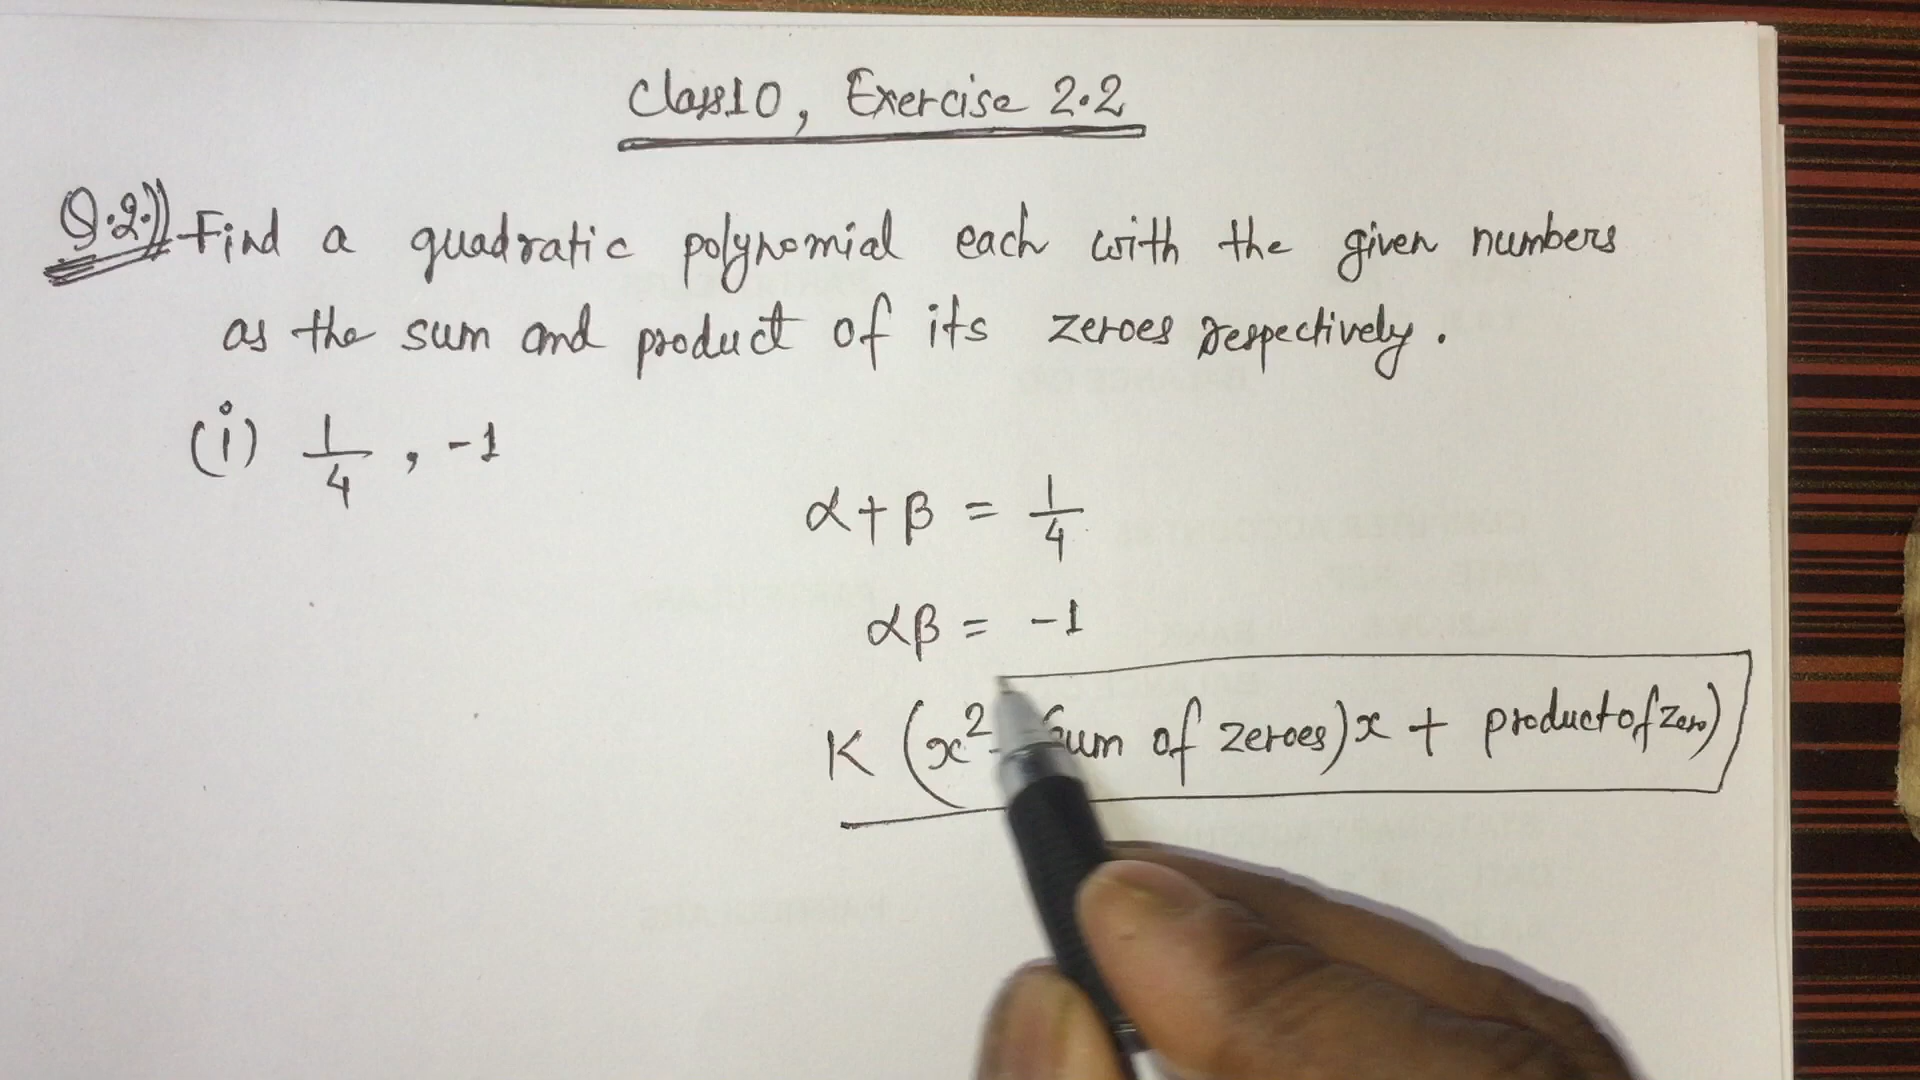 Class10, Exercise 2.2
Q.2.)) Find a quadratic polynomial each with the given numbers
as the sum and product of its zeroes respectively.
(i) 1/4, -1
α+β = 1/4
αβ = -1
K (x² - Sum of zeroes)x + product of zero)